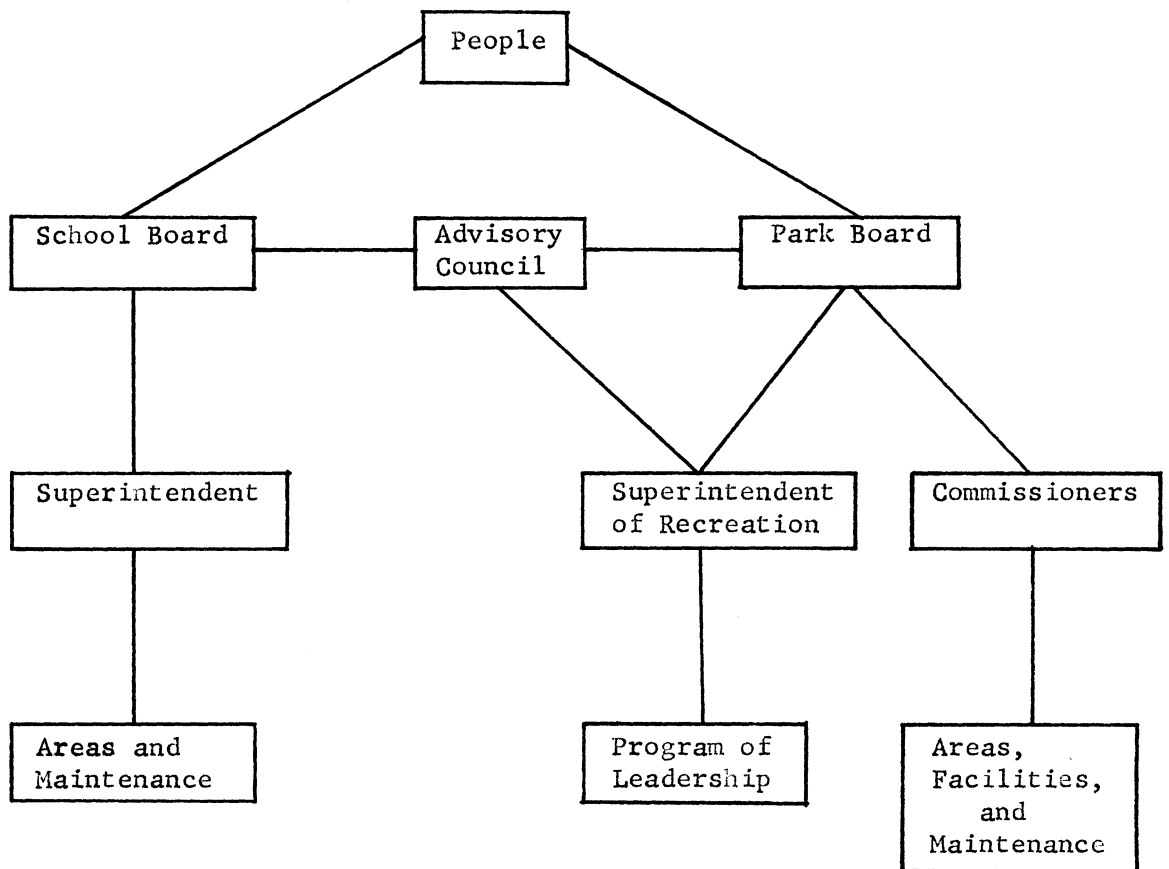 People
School Board
Advisory
Council
Park Board
Superintendent
Superintendent
of Recreation
Commissioners
Areas and
Maintenance
Program of
Leadership
Areas,
Facilities,
and
Maintenance